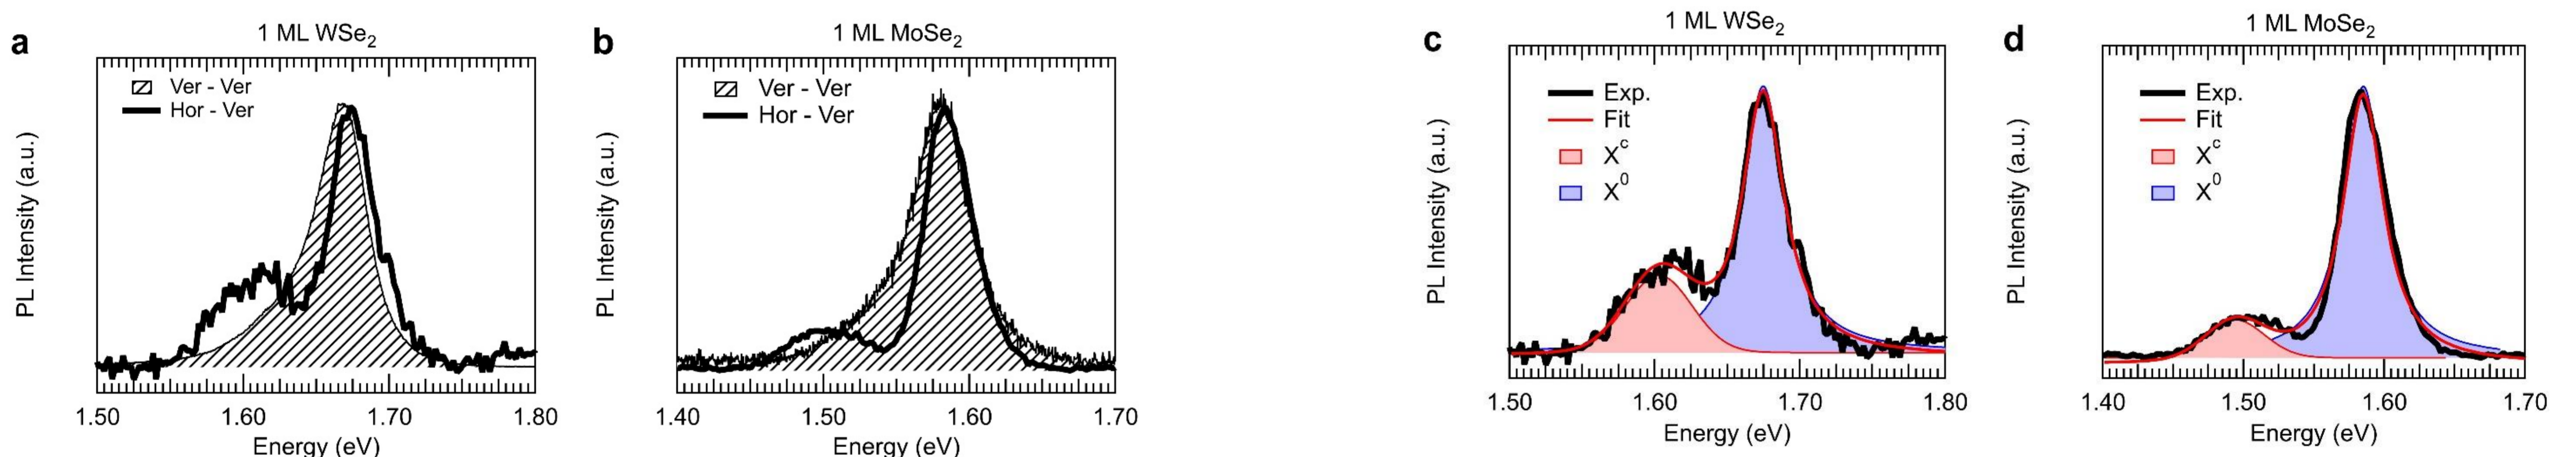 a
1 ML WSe₂
Ver - Ver
Hor - Ver
PL Intensity (a.u.)
1.50 1.60 1.70 1.80
Energy (eV)
b
1 ML MoSe₂
Ver - Ver
Hor - Ver
PL Intensity (a.u.)
1.40 1.50 1.60 1.70
Energy (eV)
c
1 ML WSe₂
Exp.
Fit
Xᶜ
X⁰
PL Intensity (a.u.)
1.50 1.60 1.70 1.80
Energy (eV)
d
1 ML MoSe₂
Exp.
Fit
Xᶜ
X⁰
PL Intensity (a.u.)
1.40 1.50 1.60 1.70
Energy (eV)